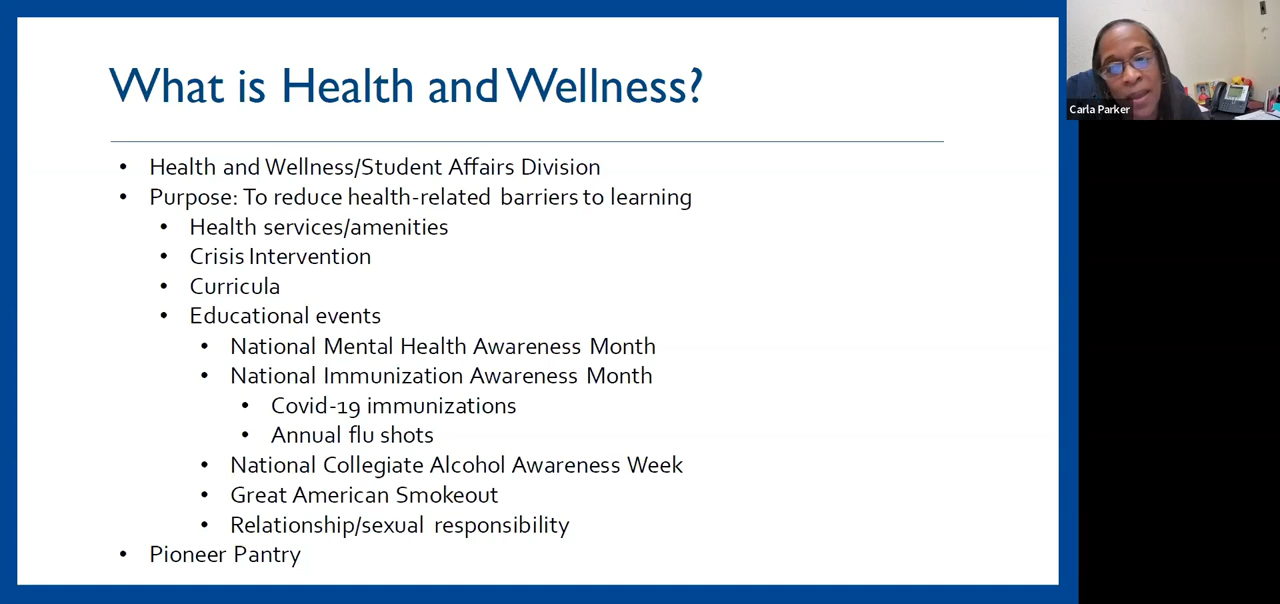 What is Health and Wellness?
• Health and Wellness/Student Affairs Division
• Purpose: To reduce health-related barriers to learning
• Health services/amenities
• Crisis Intervention
• Curricula
• Educational events
• National Mental Health Awareness Month
• National Immunization Awareness Month
• Covid-19 immunizations
• Annual flu shots
• National Collegiate Alcohol Awareness Week
• Great American Smokeout
• Relationship/sexual responsibility
• Pioneer Pantry
Carla Parker